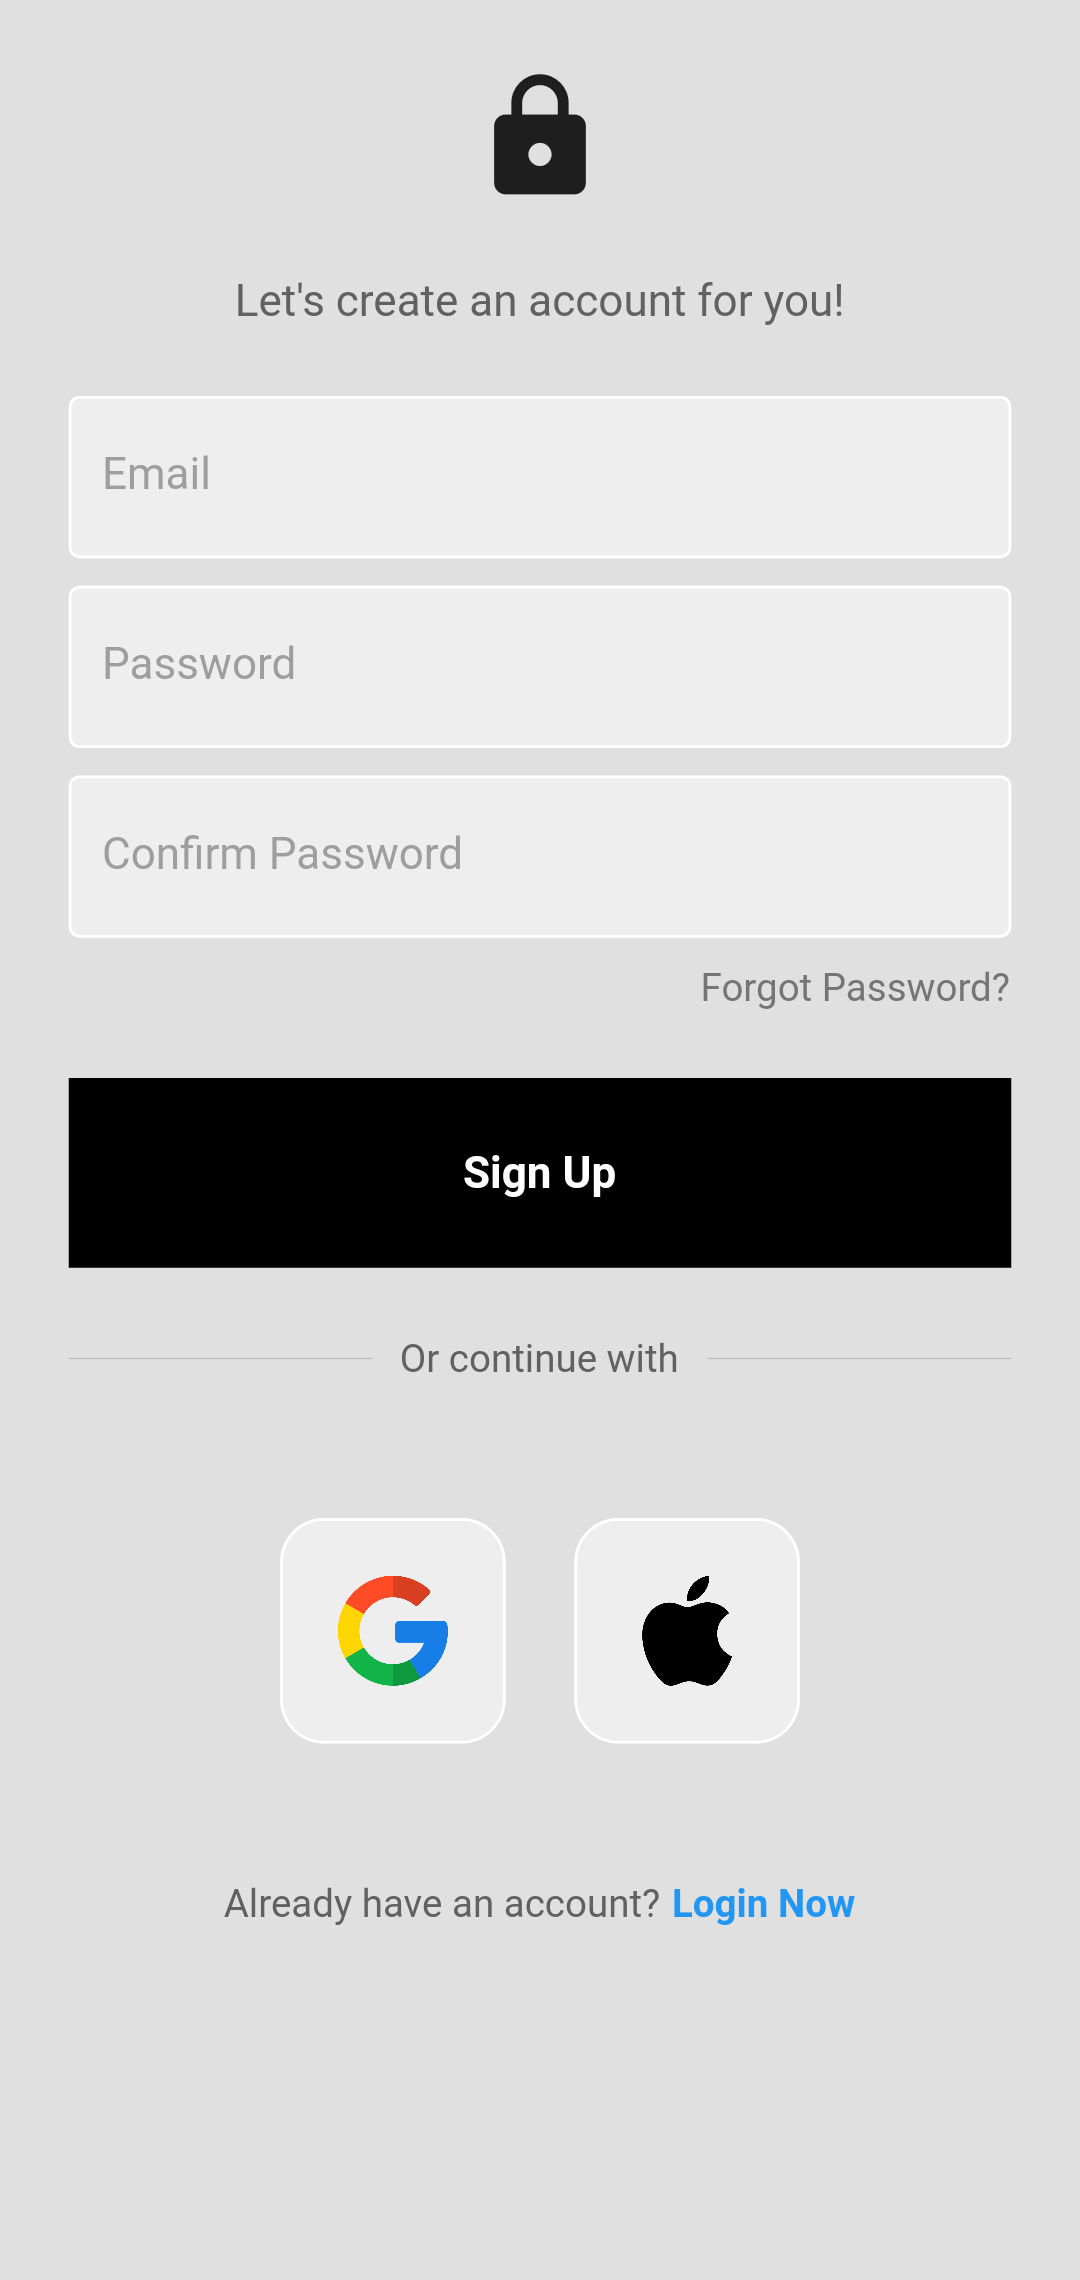 Let's create an account for you!
Email
Password
Confirm Password
Forgot Password?
Sign Up
Or continue with
Already have an account? Login Now